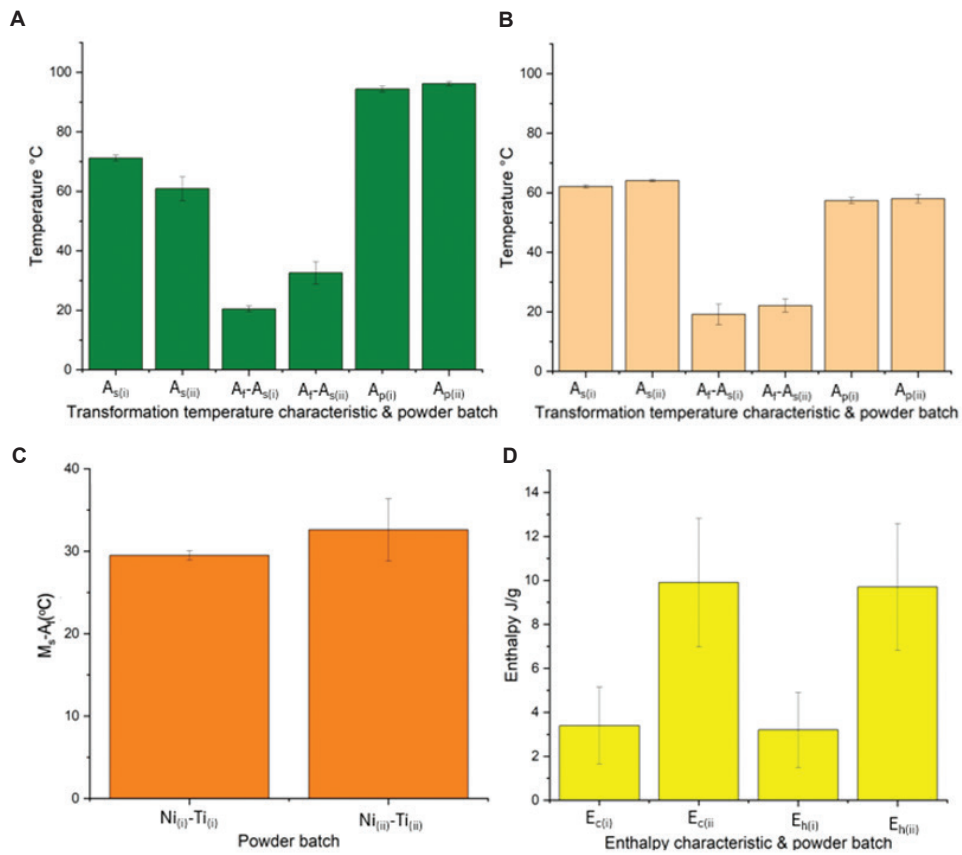 A
Temperature °C
100
80
60
40
20
0
As(i)
As(ii)
Af-As(i)
Af-As(ii)
Ap(i)
Ap(ii)
Transformation temperature characteristic & powder batch
B
Temperature °C
100
80
60
40
20
0
As(i)
As(ii)
Af-As(i)
Af-As(ii)
Ap(i)
Ap(ii)
Transformation temperature characteristic & powder batch
C
Ms-Af(°C)
40
30
20
10
0
Ni(i)-Ti(i)
Ni(ii)-Ti(ii)
Powder batch
D
Enthalpy J/g
14
12
10
8
6
4
2
0
Ec(i)
Ec(ii
Eh(i)
Eh(ii)
Enthalpy characteristic & powder batch